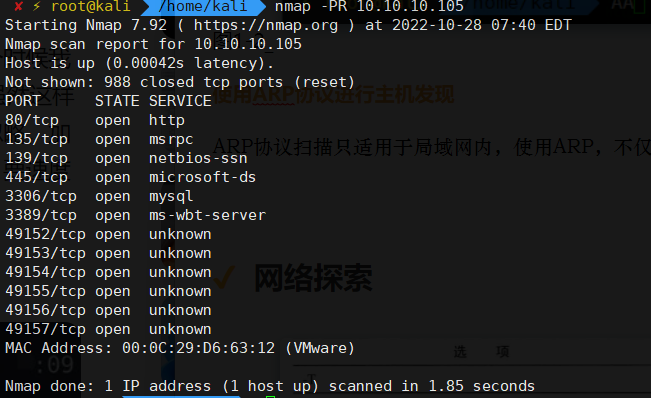 ✘ 154 ⚡ root@kali /home/kali nmap -PR 10.10.10.105
Starting Nmap 7.92 ( https://nmap.org ) at 2022-10-28 07:40 EDT
Nmap scan report for 10.10.10.105
Host is up (0.00042s latency).
Not shown: 988 closed tcp ports (reset)
使用ARP协议进行主机发现
PORT STATE SERVICE
80/tcp open http
135/tcp open msrpc
ARP协议扫描只适用于局域网内，使用ARP，不仅
139/tcp open netbios-ssn
445/tcp open microsoft-ds
3306/tcp open mysql
3389/tcp open ms-wbt-server
49152/tcp open unknown
49153/tcp open unknown
49154/tcp open unknown
✓ 网络探索
49155/tcp open unknown
49156/tcp open unknown
49157/tcp open unknown
MAC Address: 00:0C:29:D6:63:12 (VMware)
选 项
:09
Nmap done: 1 IP address (1 host up) scanned in 1.85 seconds